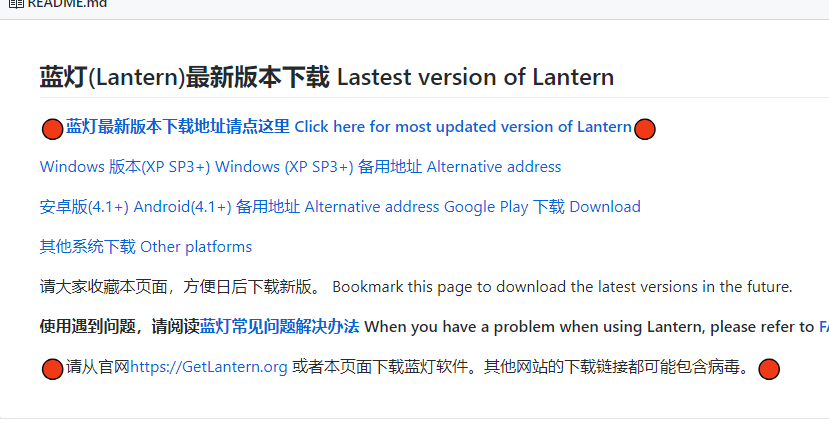 README.md
蓝灯(Lantern)最新版本下载 Lastest version of Lantern
蓝灯最新版本下载地址请点这里 Click here for most updated version of Lantern
Windows 版本(XP SP3+) Windows (XP SP3+) 备用地址 Alternative address
安卓版(4.1+) Android(4.1+) 备用地址 Alternative address Google Play 下载 Download
其他系统下载 Other platforms
请大家收藏本页面，方便日后下载新版。 Bookmark this page to download the latest versions in the future.
使用遇到问题，请阅读蓝灯常见问题解决办法 When you have a problem when using Lantern, please refer to
请从官网https://GetLantern.org 或者本页面下载蓝灯软件。其他网站的下载链接都可能包含病毒。